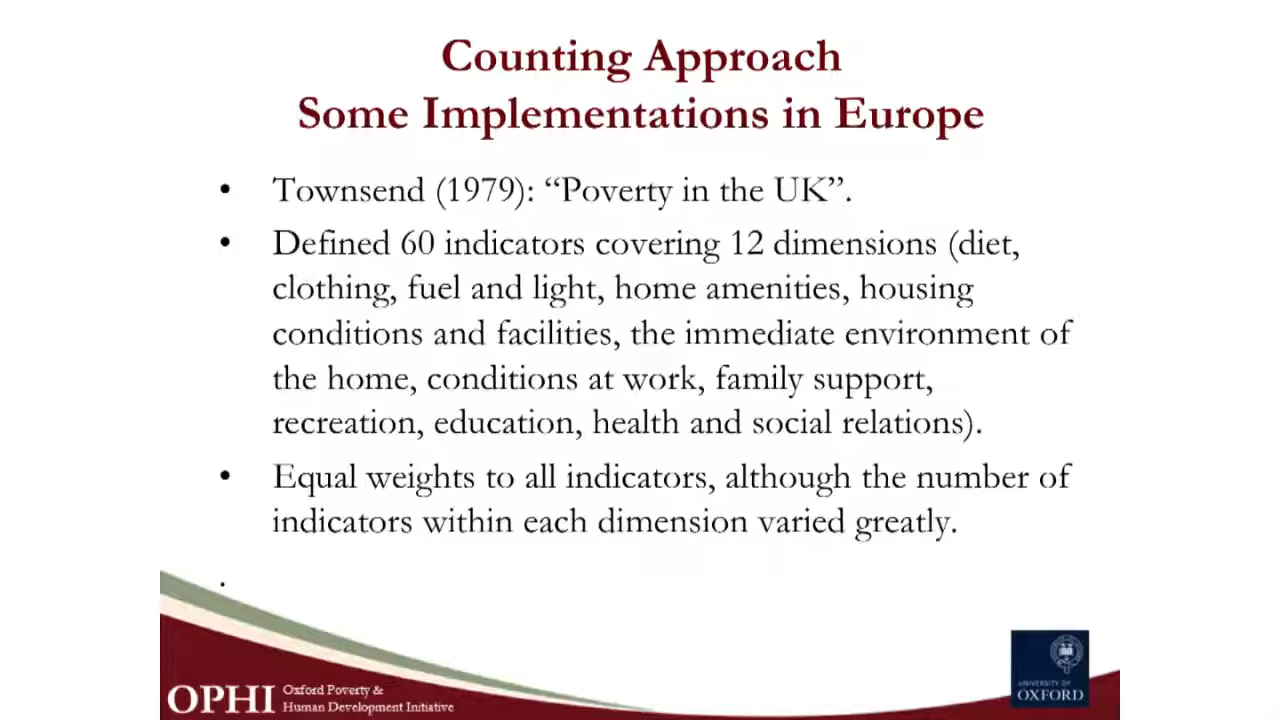 Counting Approach
Some Implementations in Europe
• Townsend (1979): “Poverty in the UK”.
• Defined 60 indicators covering 12 dimensions (diet,
clothing, fuel and light, home amenities, housing
conditions and facilities, the immediate environment of
the home, conditions at work, family support,
recreation, education, health and social relations).
• Equal weights to all indicators, although the number of
indicators within each dimension varied greatly.
.
OPHI
Oxford Poverty &
Human Development Initiative
UNIVERSITY OF
OXFORD